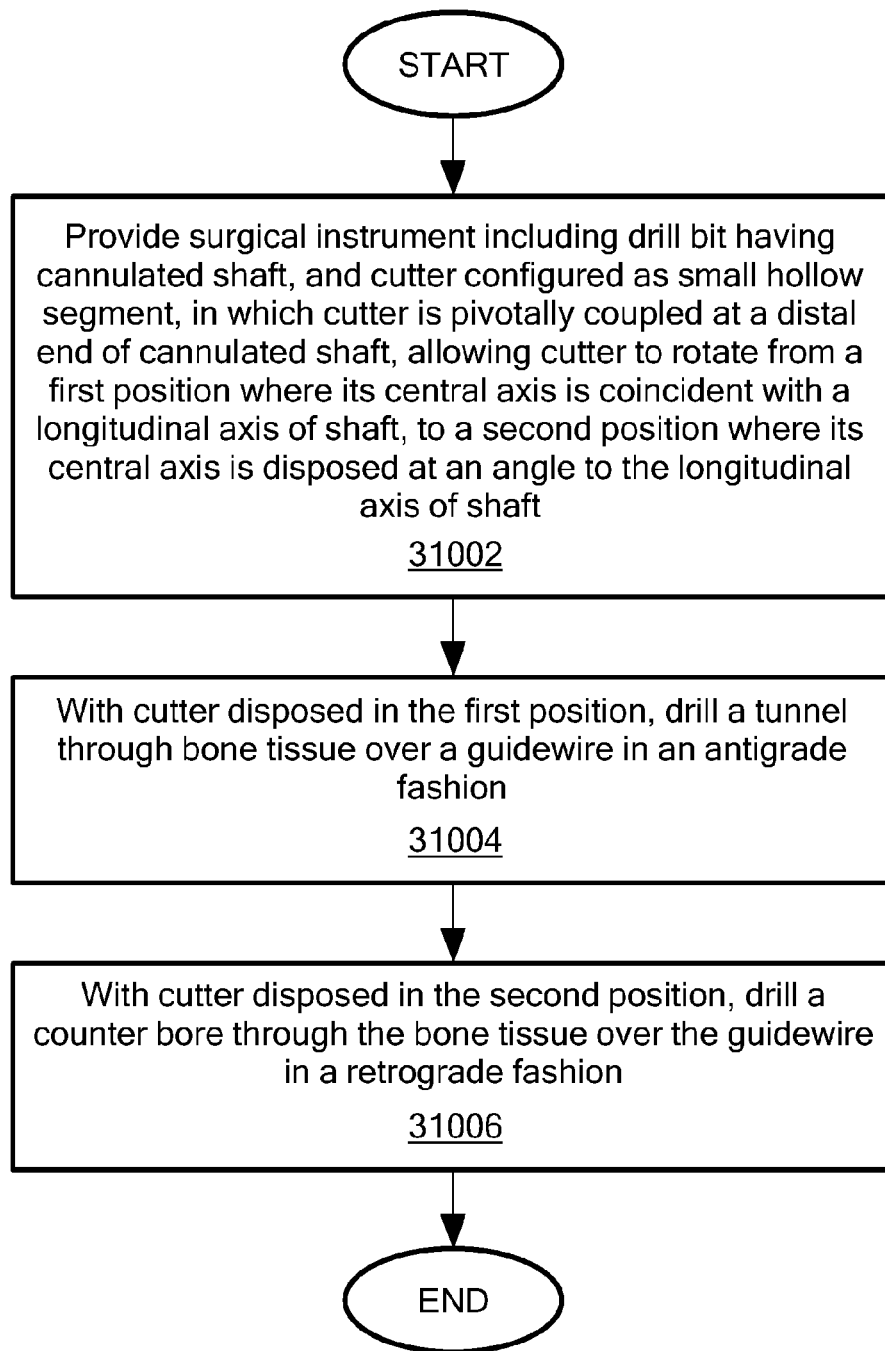 START
Provide surgical instrument including drill bit having
cannulated shaft, and cutter configured as small hollow
segment, in which cutter is pivotally coupled at a distal
end of cannulated shaft, allowing cutter to rotate from a
first position where its central axis is coincident with a
longitudinal axis of shaft, to a second position where its
central axis is disposed at an angle to the longitudinal
axis of shaft
31002
With cutter disposed in the first position, drill a tunnel
through bone tissue over a guidewire in an antigrade
fashion
31004
With cutter disposed in the second position, drill a
counter bore through the bone tissue over the guidewire
in a retrograde fashion
31006
END